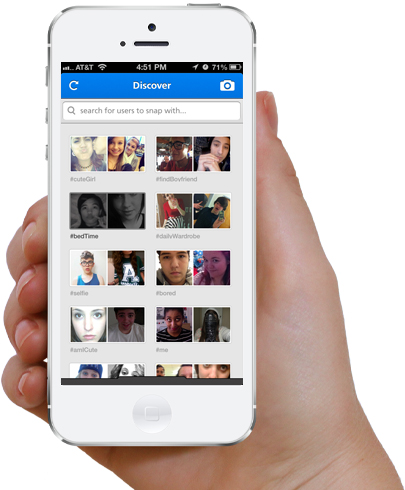 AT&T 4:51 PM 71%
Discover
search for users to snap with...
#cuteGirl #findBoyfriend
#bedTime #dailyWardrobe
#selfie #bored
#amICute #me